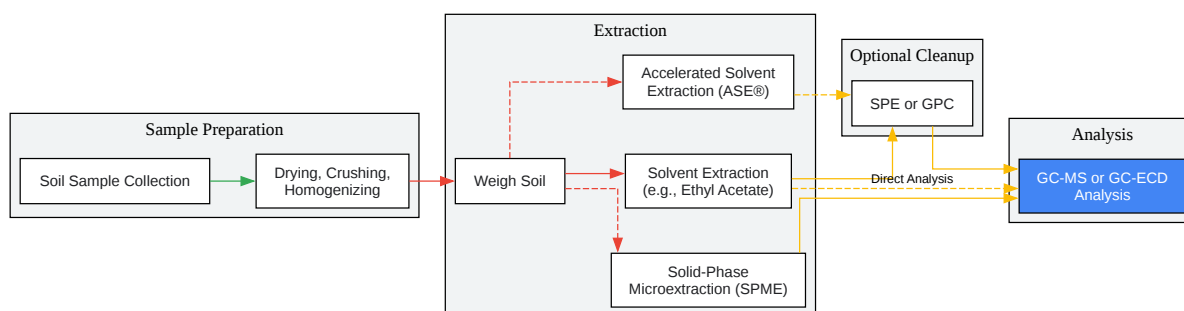 Sample Preparation
Soil Sample Collection
Drying, Crushing,
Homogenizing
Extraction
Weigh Soil
Accelerated Solvent
Extraction (ASE®)
Solvent Extraction
(e.g., Ethyl Acetate)
Solid-Phase
Microextraction (SPME)
Optional Cleanup
SPE or GPC
Direct Analysis
Analysis
GC-MS or GC-ECD
Analysis